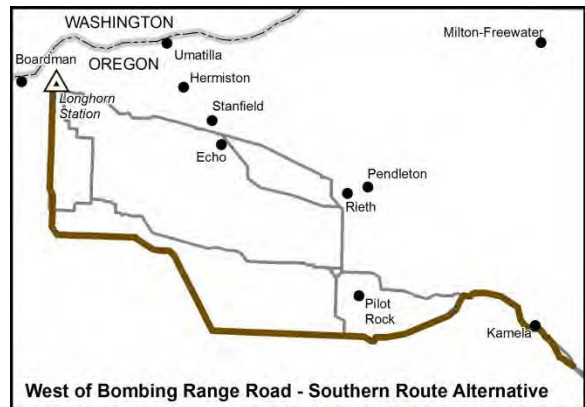 WASHINGTON
Umatilla
Milton-Freewater
Boardman
OREGON
Hermiston
Longhorn
Station
Stanfield
Echo
Pendleton
Rieth
Pilot
Rock
Kamela
West of Bombing Range Road - Southern Route Alternative